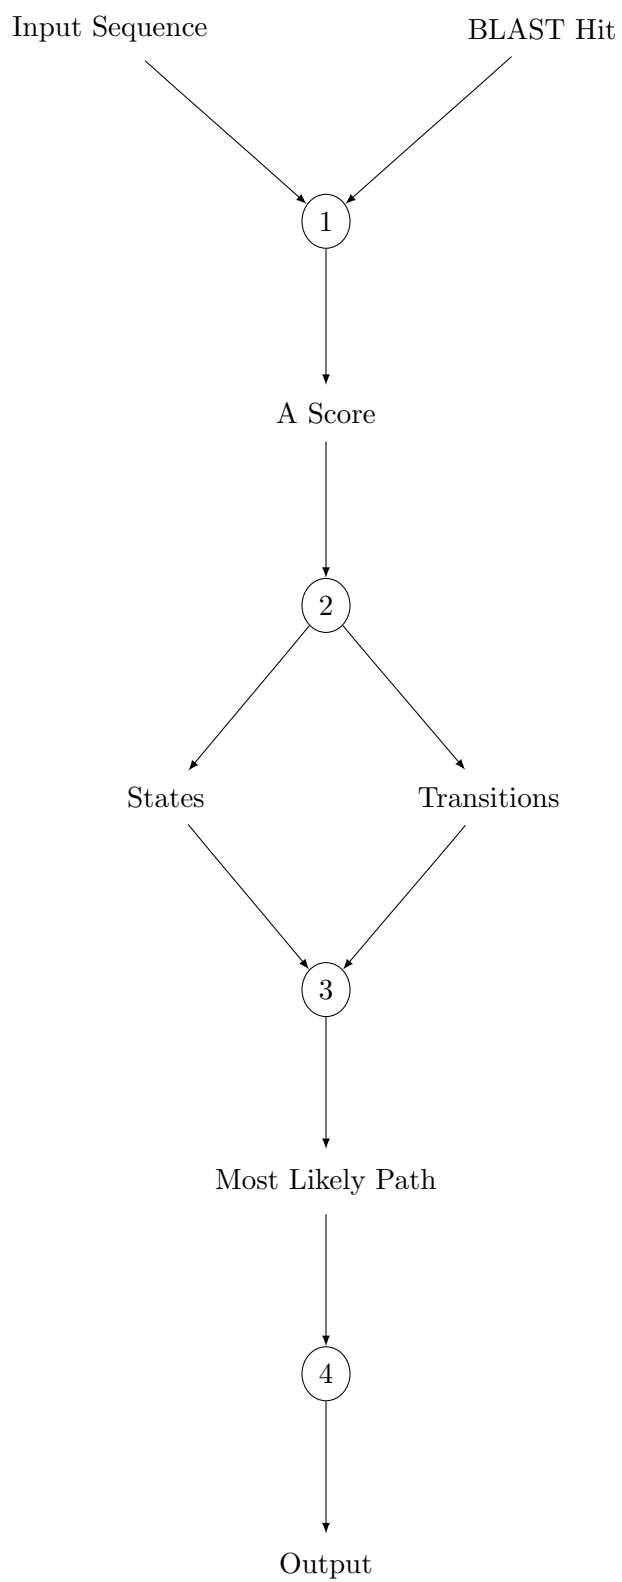 Input Sequence
BLAST Hit
1
A Score
2
States
Transitions
3
Most Likely Path
4
Output